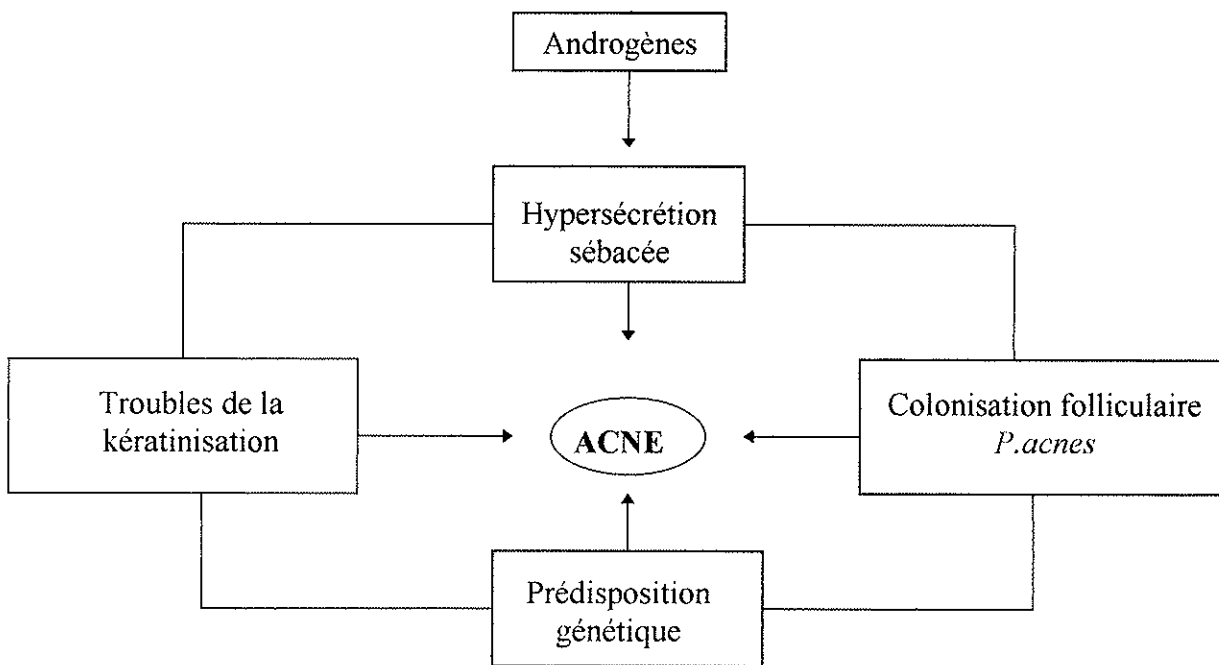 Androgènes
Hypersécrétion
sébacée
Troubles de la
kératinisation
ACNE
Colonisation folliculaire
P.acnes
Prédisposition
génétique